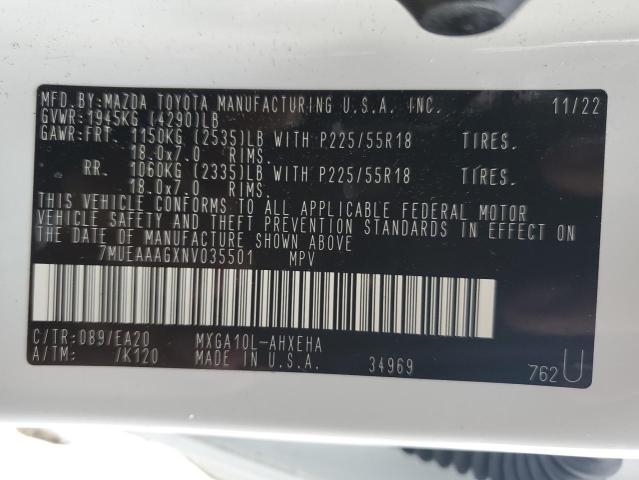 MFD.BY:MAZDA TOYOTA MANUFACTURING U.S.A. INC. 11/22
GVWR:1945KG (4290)LB
GAWR:FRT. 1150KG (2535)LB WITH P225/55R18 TIRES.
18.0x7.0 RIMS.
RR. 1060KG (2335)LB WITH P225/55R18 TIRES.
18.0x7.0 RIMS.
THIS VEHICLE CONFORMS TO ALL APPLICABLE FEDERAL MOTOR
VEHICLE SAFETY AND THEFT PREVENTION STANDARDS IN EFFECT ON
THE DATE OF MANUFACTURE SHOWN ABOVE
7MUEAAAGXNV035501 MPV
C/TR:089/EA20 MXGA10L-AHXEHA
A/TM: /K120 MADE IN U.S.A. 34969 762U